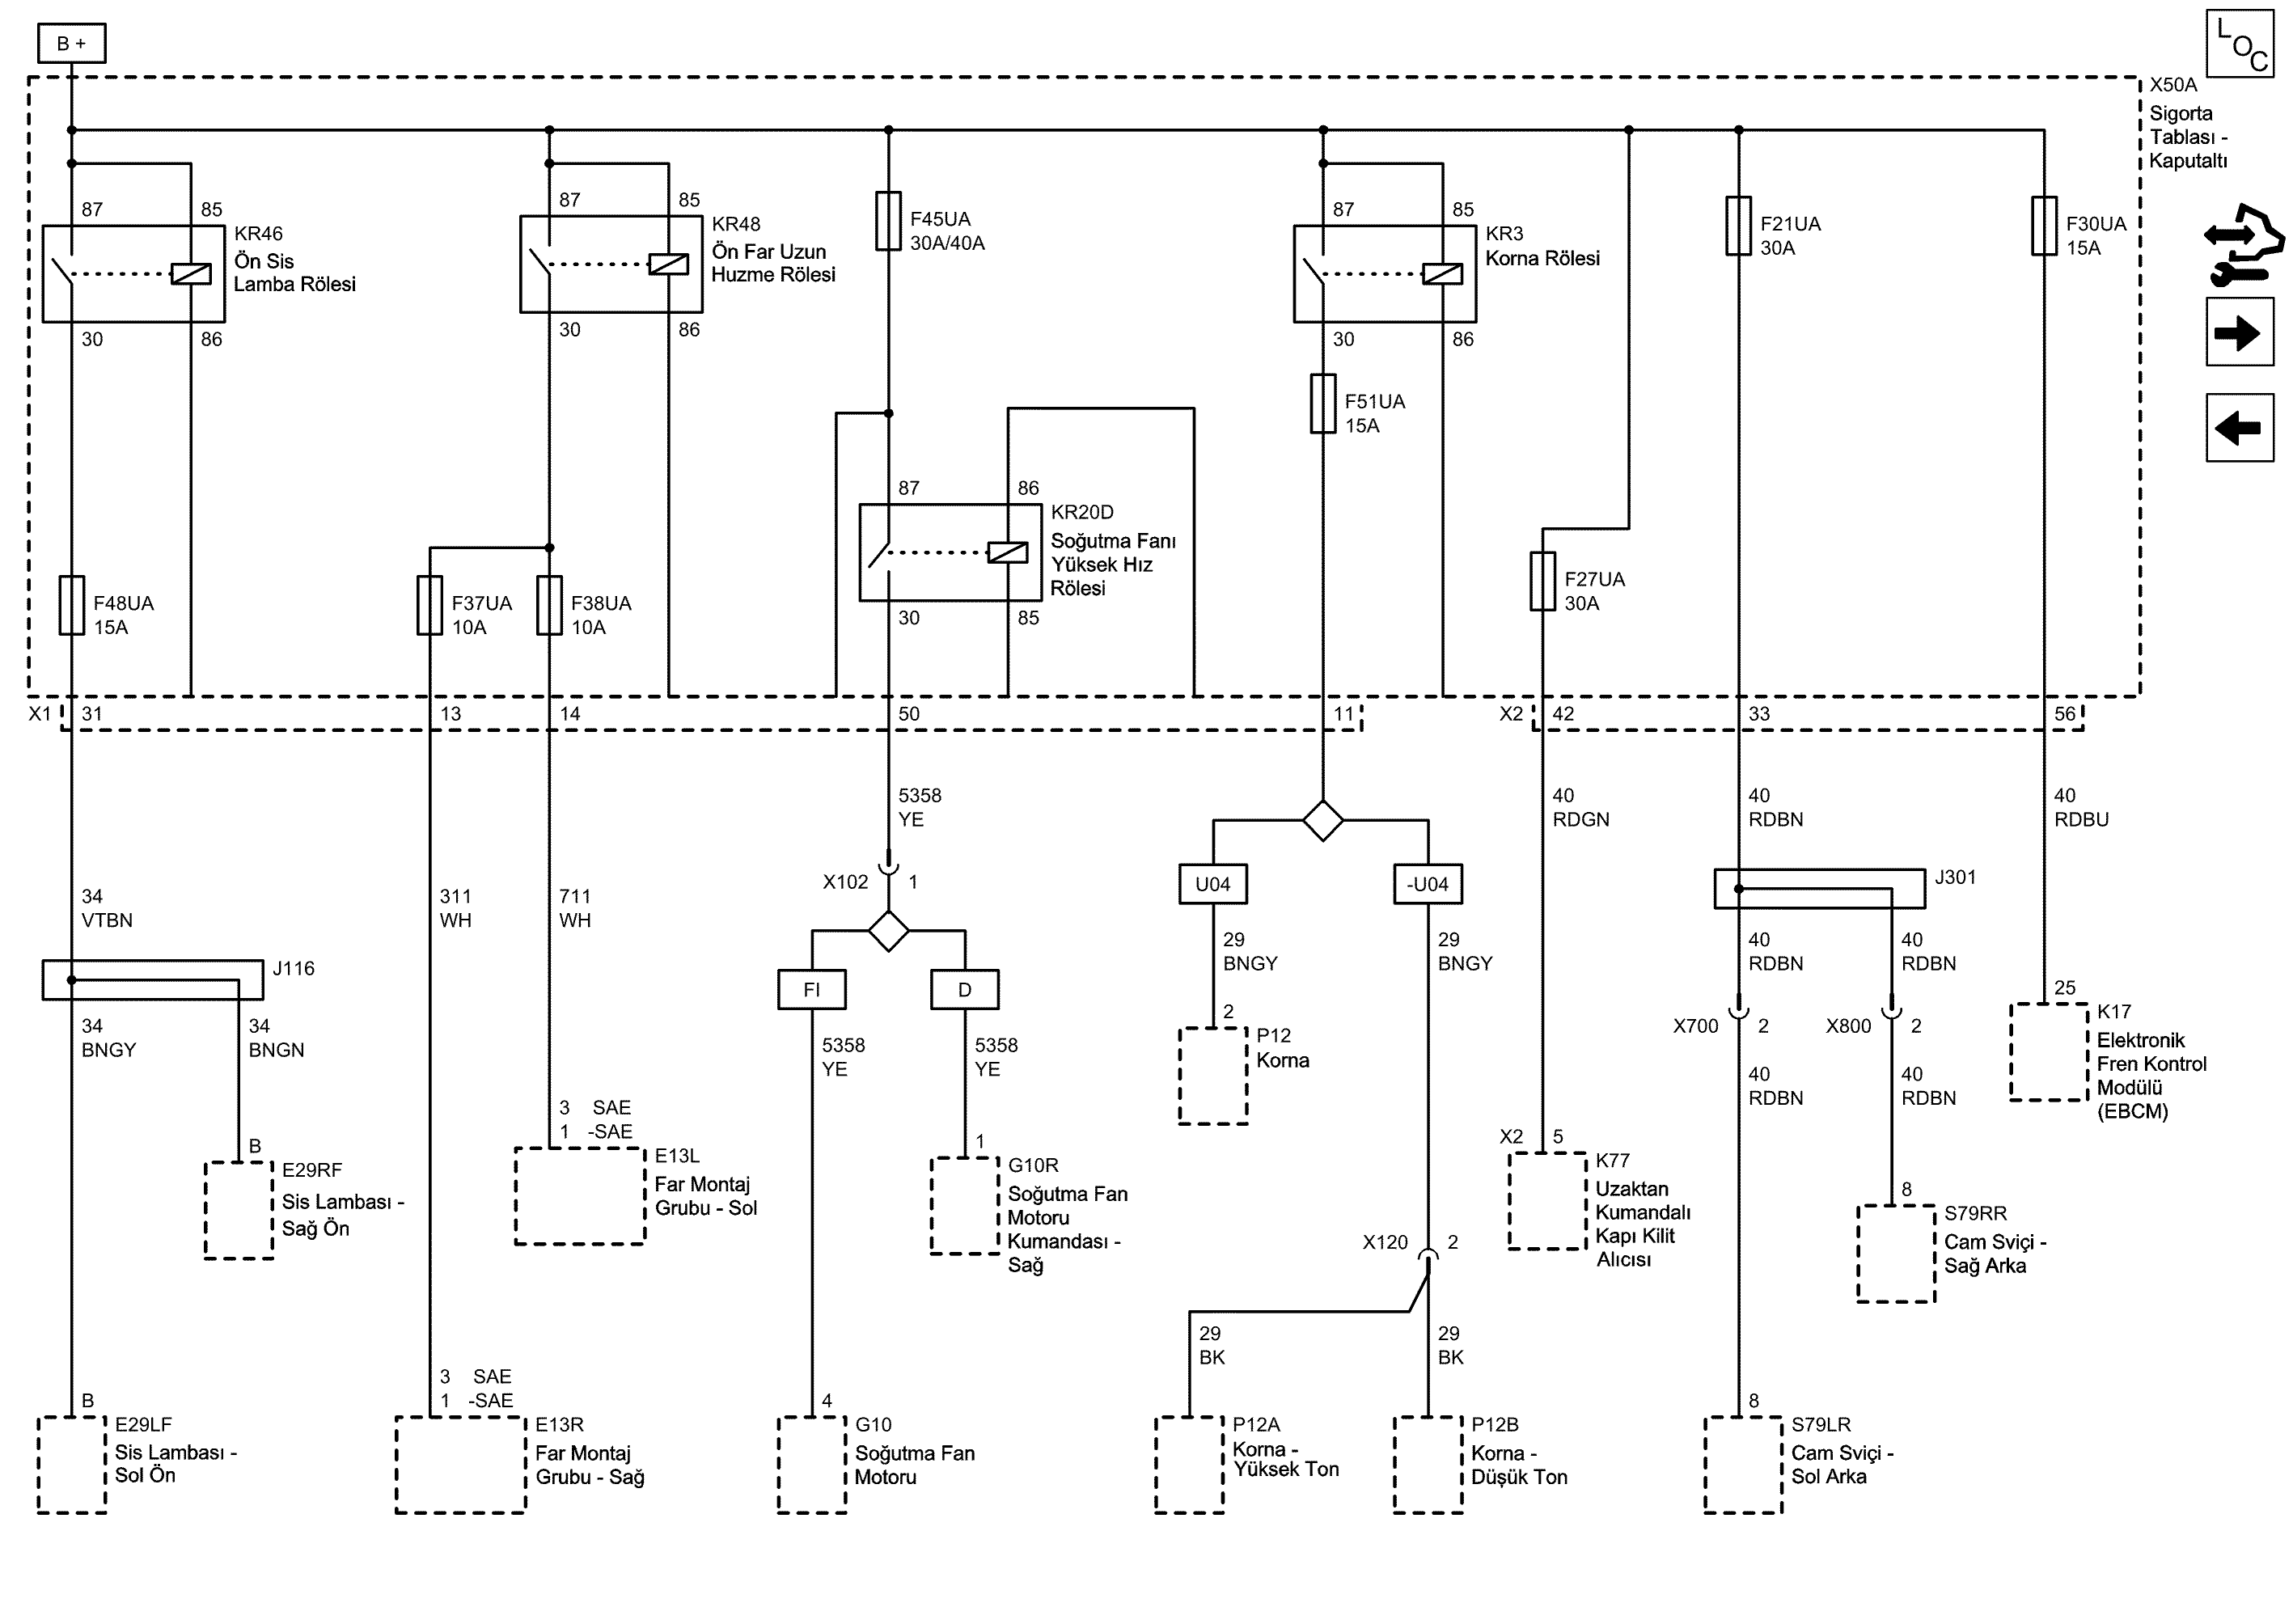 B +
LOC
X50A
Sigorta
Tablası -
Kaputaltı
87
85
KR46
Ön Sis
Lamba Rölesi
30
86
87
85
KR48
Ön Far Uzun
Huzme Rölesi
30
86
F45UA
30A/40A
87
85
KR3
Korna Rölesi
30
86
F51UA
15A
F21UA
30A
F30UA
15A
87
86
KR20D
Soğutma Fanı
Yüksek Hız
Rölesi
30
85
F48UA
15A
F37UA
10A
F38UA
10A
F27UA
30A
X1
31
13
14
50
11
X2
42
33
56
5358
YE
40
RDGN
40
RDBN
40
RDBU
34
VTBN
311
WH
711
WH
X102
1
U04
-U04
J301
J116
FI
D
29
BNGY
29
BNGY
40
RDBN
40
RDBN
34
BNGY
34
BNGN
5358
YE
5358
YE
2
P12
Korna
X700
2
X800
2
25
K17
Elektronik
Fren Kontrol
Modülü
(EBCM)
40
RDBN
40
RDBN
B
E29RF
Sis Lambası -
Sağ Ön
3 SAE
1 -SAE
E13L
Far Montaj
Grubu - Sol
1
G10R
Soğutma Fan
Motoru
Kumandası -
Sağ
X2
5
K77
Uzaktan
Kumandalı
Kapı Kilit
Alıcısı
X120
2
8
S79RR
Cam Sviçi -
Sağ Arka
29
BK
29
BK
B
E29LF
Sis Lambası -
Sol Ön
3 SAE
1 -SAE
E13R
Far Montaj
Grubu - Sağ
4
G10
Soğutma Fan
Motoru
P12A
Korna -
Yüksek Ton
P12B
Korna -
Düşük Ton
8
S79LR
Cam Sviçi -
Sol Arka